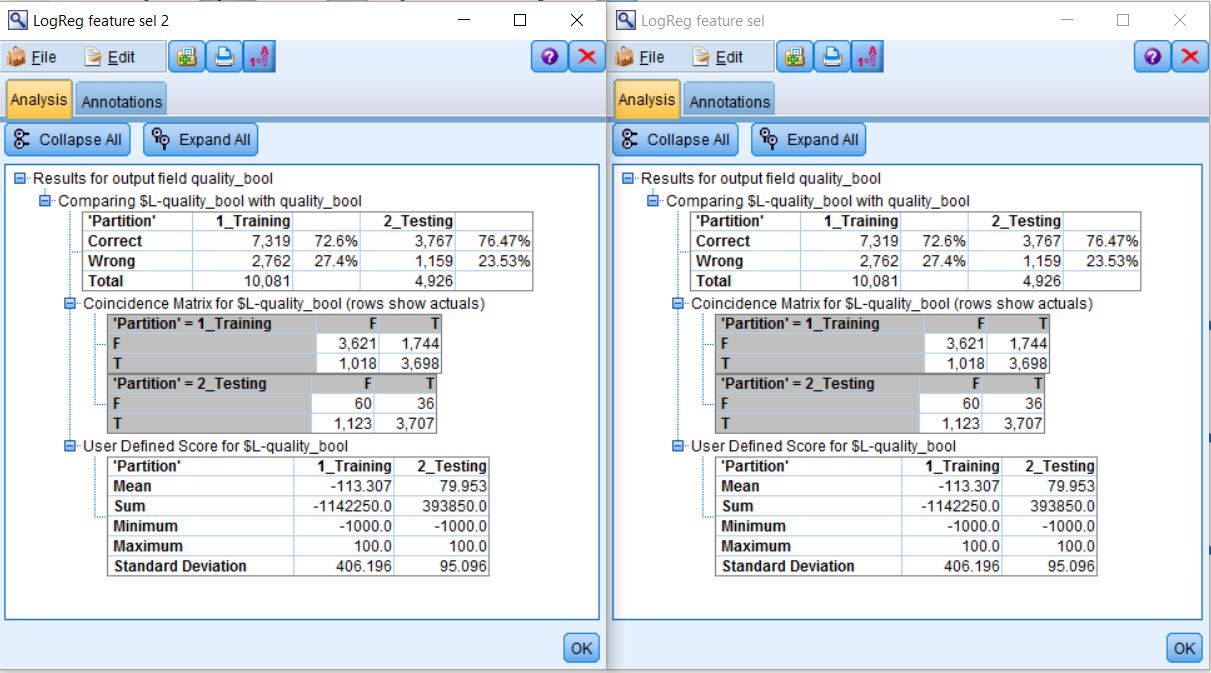 LogReg feature sel 2
File Edit
Analysis Annotations
Collapse All Expand All
Results for output field quality_bool
Comparing $L-quality_bool with quality_bool
'Partition' 1_Training 2_Testing
Correct 7,319 72.6% 3,767 76.47%
Wrong 2,762 27.4% 1,159 23.53%
Total 10,081 4,926
Coincidence Matrix for $L-quality_bool (rows show actuals)
'Partition' = 1_Training F T
F 3,621 1,744
T 1,018 3,698
'Partition' = 2_Testing F T
F 60 36
T 1,123 3,707
User Defined Score for $L-quality_bool
'Partition' 1_Training 2_Testing
Mean -113.307 79.953
Sum -1142250.0 393850.0
Minimum -1000.0 -1000.0
Maximum 100.0 100.0
Standard Deviation 406.196 95.096
OK
LogReg feature sel
File Edit
Analysis Annotations
Collapse All Expand All
Results for output field quality_bool
Comparing $L-quality_bool with quality_bool
'Partition' 1_Training 2_Testing
Correct 7,319 72.6% 3,767 76.47%
Wrong 2,762 27.4% 1,159 23.53%
Total 10,081 4,926
Coincidence Matrix for $L-quality_bool (rows show actuals)
'Partition' = 1_Training F T
F 3,621 1,744
T 1,018 3,698
'Partition' = 2_Testing F T
F 60 36
T 1,123 3,707
User Defined Score for $L-quality_bool
'Partition' 1_Training 2_Testing
Mean -113.307 79.953
Sum -1142250.0 393850.0
Minimum -1000.0 -1000.0
Maximum 100.0 100.0
Standard Deviation 406.196 95.096
OK